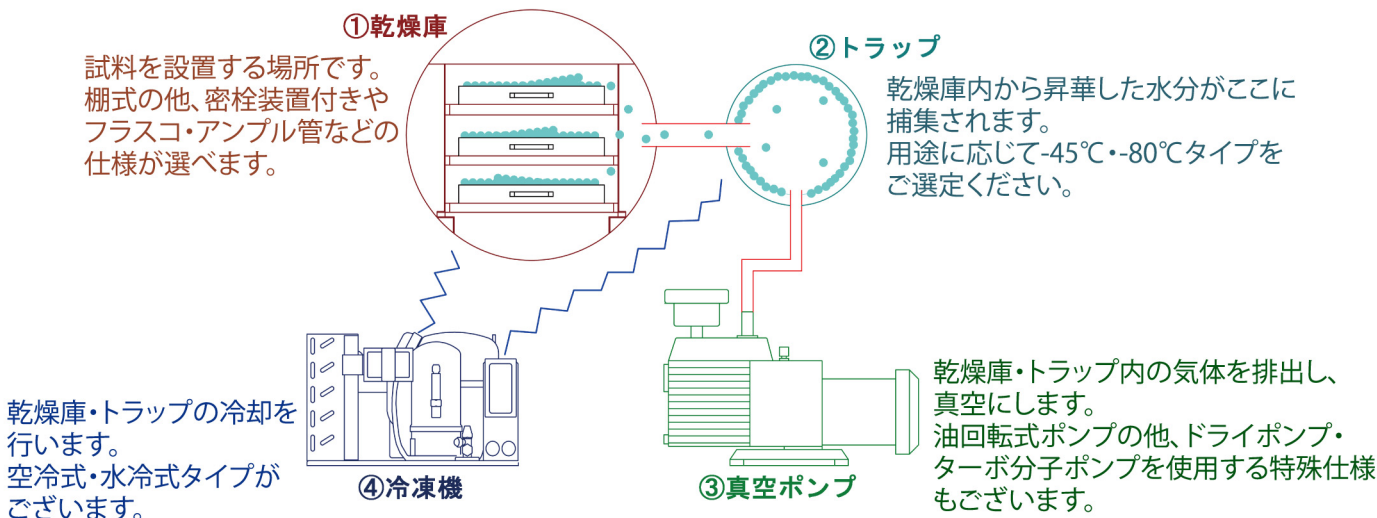 ①乾燥庫
試料を設置する場所です。
棚式の他、密栓装置付きや
フラスコ・アンプル管などの
仕様が選べます。
②トラップ
乾燥庫内から昇華した水分がここに
捕集されます。
用途に応じて-45℃・-80℃タイプを
ご選定ください。
乾燥庫・トラップの冷却を
行います。
空冷式・水冷式タイプが
ございます。
④冷凍機
③真空ポンプ
乾燥庫・トラップ内の気体を排出し、
真空にします。
油回転式ポンプの他、ドライポンプ・
ターボ分子ポンプを使用する特殊仕様
もございます。